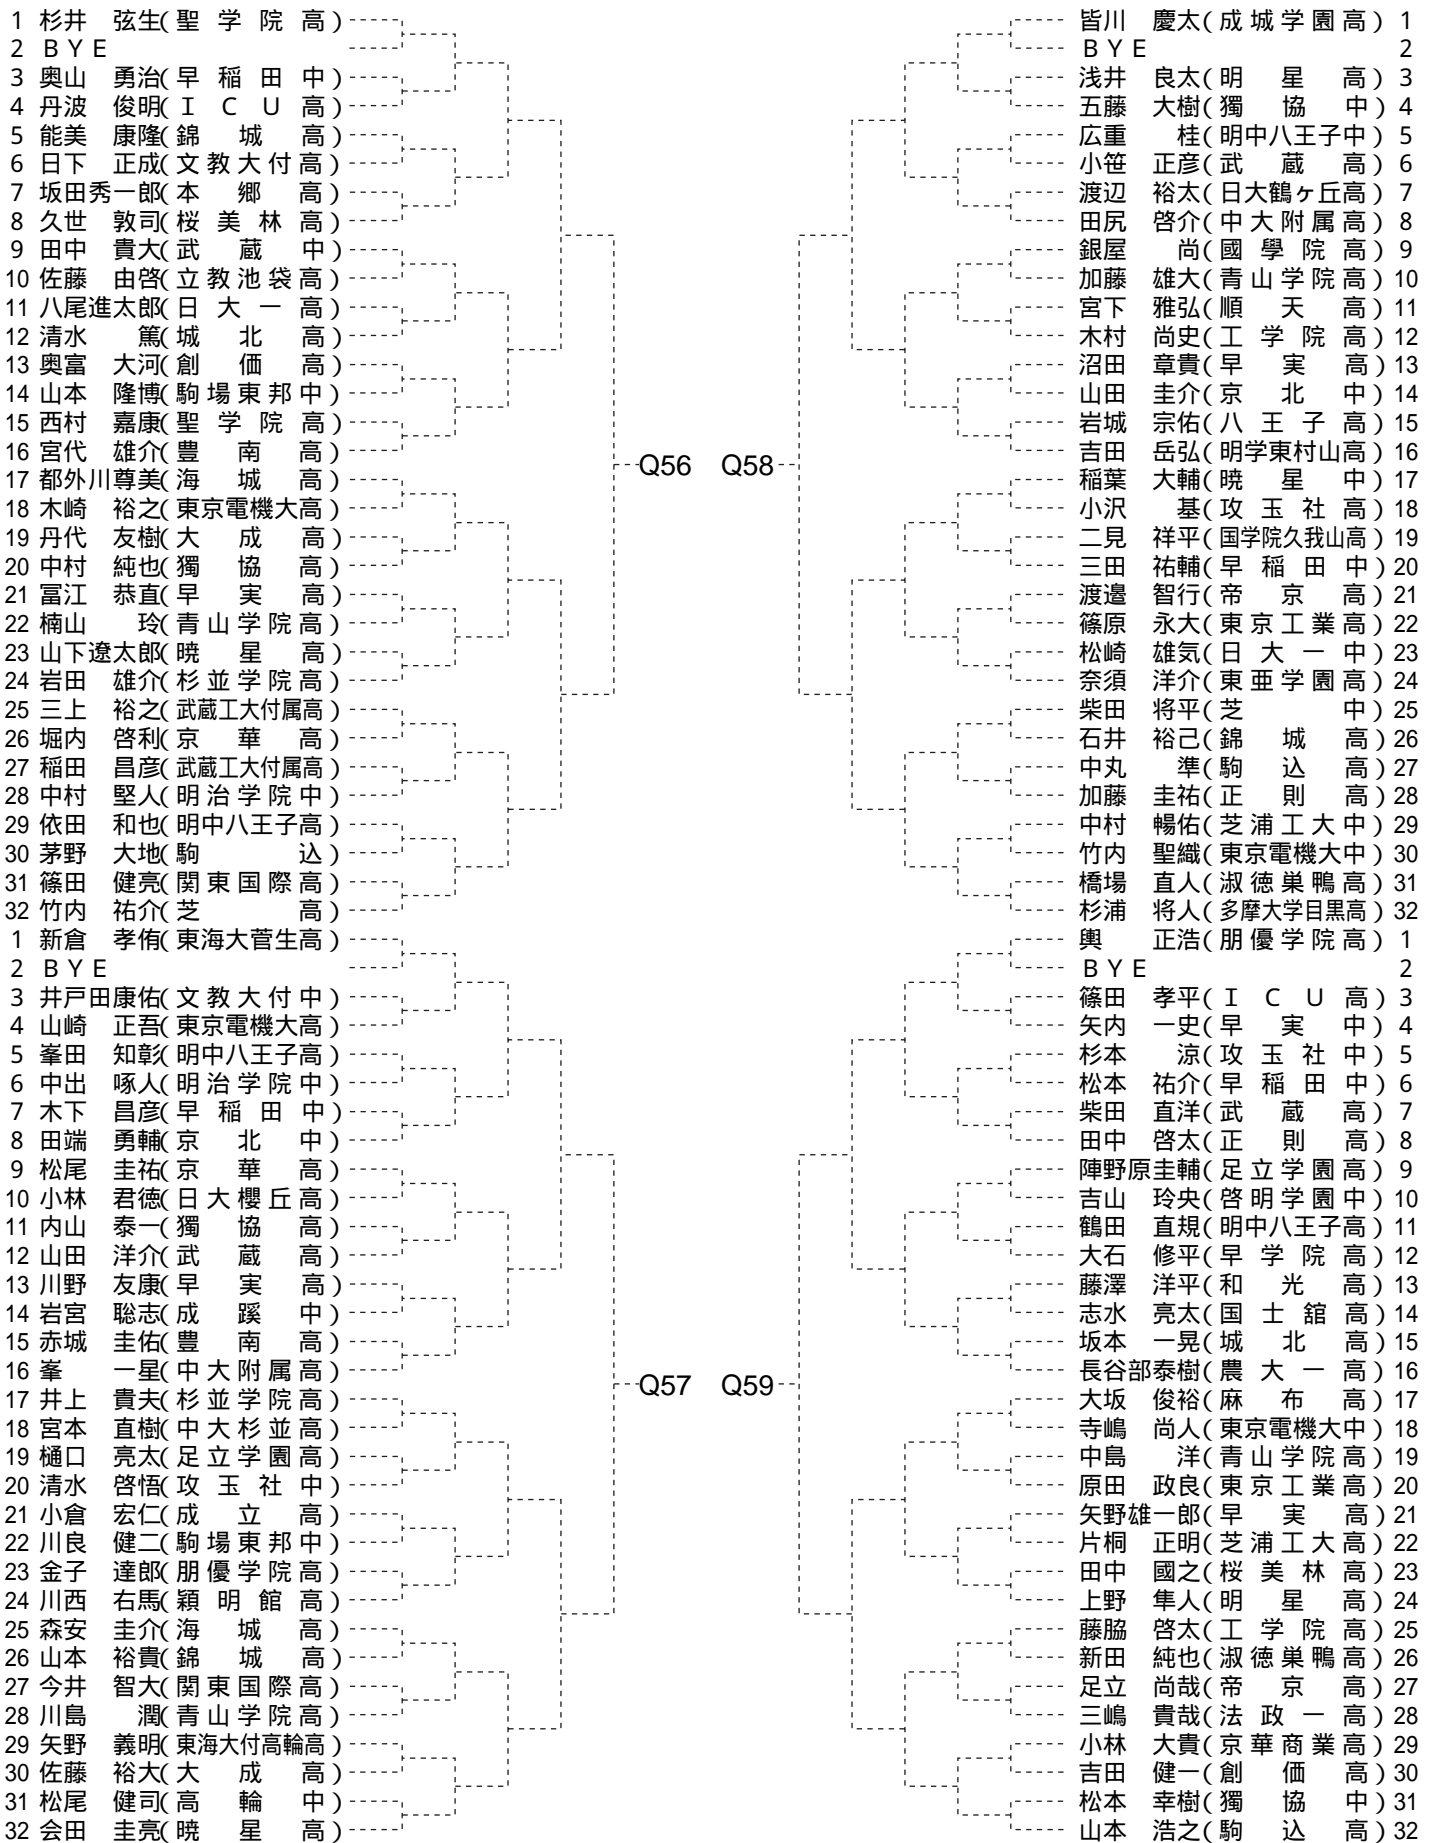 1 杉井 弦生(聖学院高)
2 BYE
3 奥山 勇治(早稲田中)
4 丹波 俊明(ICU高)
5 能美 康隆(錦城高)
6 日下 正成(文教大付高)
7 坂田秀一郎(本郷高)
8 久世 敦司(桜美林高)
9 田中 貴大(武蔵中)
10 佐藤 由啓(立教池袋高)
11 八尾進太郎(日大一高)
12 清水 篤(城北高)
13 奥富 大河(創価高)
14 山本 隆博(駒場東邦中)
15 西村 嘉康(聖学院高)
16 宮代 雄介(豊南高)
17 都外川尊美(海城高)
18 木崎 裕之(東京電機大高)
19 丹代 友樹(大成高)
20 中村 純也(獨協高)
21 冨江 恭直(早実高)
22 楠山 玲(青山学院高)
23 山下遼太郎(暁星高)
24 岩田 雄介(杉並学院高)
25 三上 裕之(武蔵工大付属高)
26 堀内 啓利(京華高)
27 稲田 昌彦(武蔵工大付属高)
28 中村 堅人(明治学院中)
29 依田 和也(明中八王子高)
30 茅野 大地(駒込)
31 篠田 健亮(関東国際高)
32 竹内 祐介(芝高)
Q56
1 新倉 孝侑(東海大菅生高)
2 BYE
3 井戸田康佑(文教大付中)
4 山崎 正吾(東京電機大高)
5 峯田 知彰(明中八王子高)
6 中出 啄人(明治学院中)
7 木下 昌彦(早稲田中)
8 田端 勇輔(京北中)
9 松尾 圭祐(京華高)
10 小林 君徳(日大櫻丘高)
11 内山 泰一(獨協高)
12 山田 洋介(武蔵高)
13 川野 友康(早実高)
14 岩宮 聡志(成蹊中)
15 赤城 圭佑(豊南高)
16 峯 一星(中大附属高)
17 井上 貴夫(杉並学院高)
18 宮本 直樹(中大杉並高)
19 樋口 亮太(足立学園高)
20 清水 啓悟(攻玉社中)
21 小倉 宏仁(成立高)
22 川良 健二(駒場東邦中)
23 金子 達郎(朋優学院高)
24 川西 右馬(穎明館高)
25 森安 圭介(海城高)
26 山本 裕貴(錦城高)
27 今井 智大(関東国際高)
28 川島 潤(青山学院高)
29 矢野 義明(東海大付高輪高)
30 佐藤 裕大(大成高)
31 松尾 健司(高輪中)
32 会田 圭亮(暁星高)
Q57
皆川 慶太(成城学園高) 1
BYE 2
浅井 良太(明星高) 3
五藤 大樹(獨協中) 4
広重 桂(明中八王子中) 5
小笹 正彦(武蔵高) 6
渡辺 裕太(日大鶴ヶ丘高) 7
田尻 啓介(中大附属高) 8
銀屋 尚(國學院高) 9
加藤 雄大(青山学院高) 10
宮下 雅弘(順天高) 11
木村 尚史(工学院高) 12
沼田 章貴(早実高) 13
山田 圭介(京北中) 14
岩城 宗佑(八王子高) 15
吉田 岳弘(明学東村山高) 16
稲葉 大輔(暁星中) 17
小沢 基(攻玉社高) 18
二見 祥平(国学院久我山高) 19
三田 祐輔(早稲田中) 20
渡邉 智行(帝京高) 21
篠原 永大(東京工業高) 22
松崎 雄気(日大一中) 23
奈須 洋介(東亜学園高) 24
柴田 将平(芝中) 25
石井 裕己(錦城高) 26
中丸 準(駒込高) 27
加藤 圭祐(正則高) 28
中村 暢佑(芝浦工大中) 29
竹内 聖織(東京電機大中) 30
橋場 直人(淑徳巣鴨高) 31
杉浦 将人(多摩大学目黒高) 32
Q58
輿 正浩(朋優学院高) 1
BYE 2
篠田 孝平(ICU高) 3
矢内 一史(早実中) 4
杉本 涼(攻玉社中) 5
松本 祐介(早稲田中) 6
柴田 直洋(武蔵高) 7
田中 啓太(正則高) 8
陣野原圭輔(足立学園高) 9
吉山 玲央(啓明学園中) 10
鶴田 直規(明中八王子高) 11
大石 修平(早学院高) 12
藤澤 洋平(和光高) 13
志水 亮太(国士舘高) 14
坂本 一晃(城北高) 15
長谷部泰樹(農大一高) 16
大坂 俊裕(麻布高) 17
寺嶋 尚人(東京電機大中) 18
中島 洋(青山学院高) 19
原田 政良(東京工業高) 20
矢野雄一郎(早実高) 21
片桐 正明(芝浦工大高) 22
田中 國之(桜美林高) 23
上野 隼人(明星高) 24
藤脇 啓太(工学院高) 25
新田 純也(淑徳巣鴨高) 26
足立 尚哉(帝京高) 27
三嶋 貴哉(法政一高) 28
小林 大貴(京華商業高) 29
吉田 健一(創価高) 30
松本 幸樹(獨協中) 31
山本 浩之(駒込高) 32
Q59